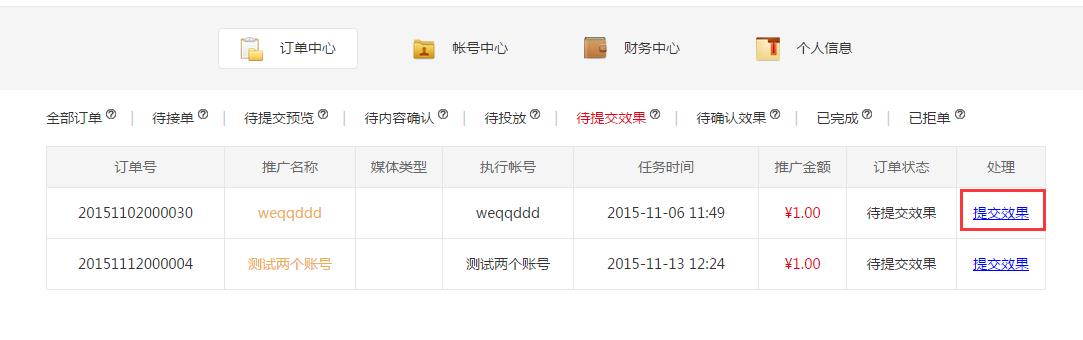 订单中心 帐号中心 财务中心 个人信息
全部订单 | 待接单 | 待提交预览 | 待内容确认 | 待投放 | 待提交效果 | 待确认效果 | 已完成 | 已拒单
订单号 推广名称 媒体类型 执行帐号 任务时间 推广金额 订单状态 处理
20151102000030 weqqddd weqqddd 2015-11-06 11:49 ¥1.00 待提交效果 提交效果
20151112000004 测试两个账号 测试两个账号 2015-11-13 12:24 ¥1.00 待提交效果 提交效果